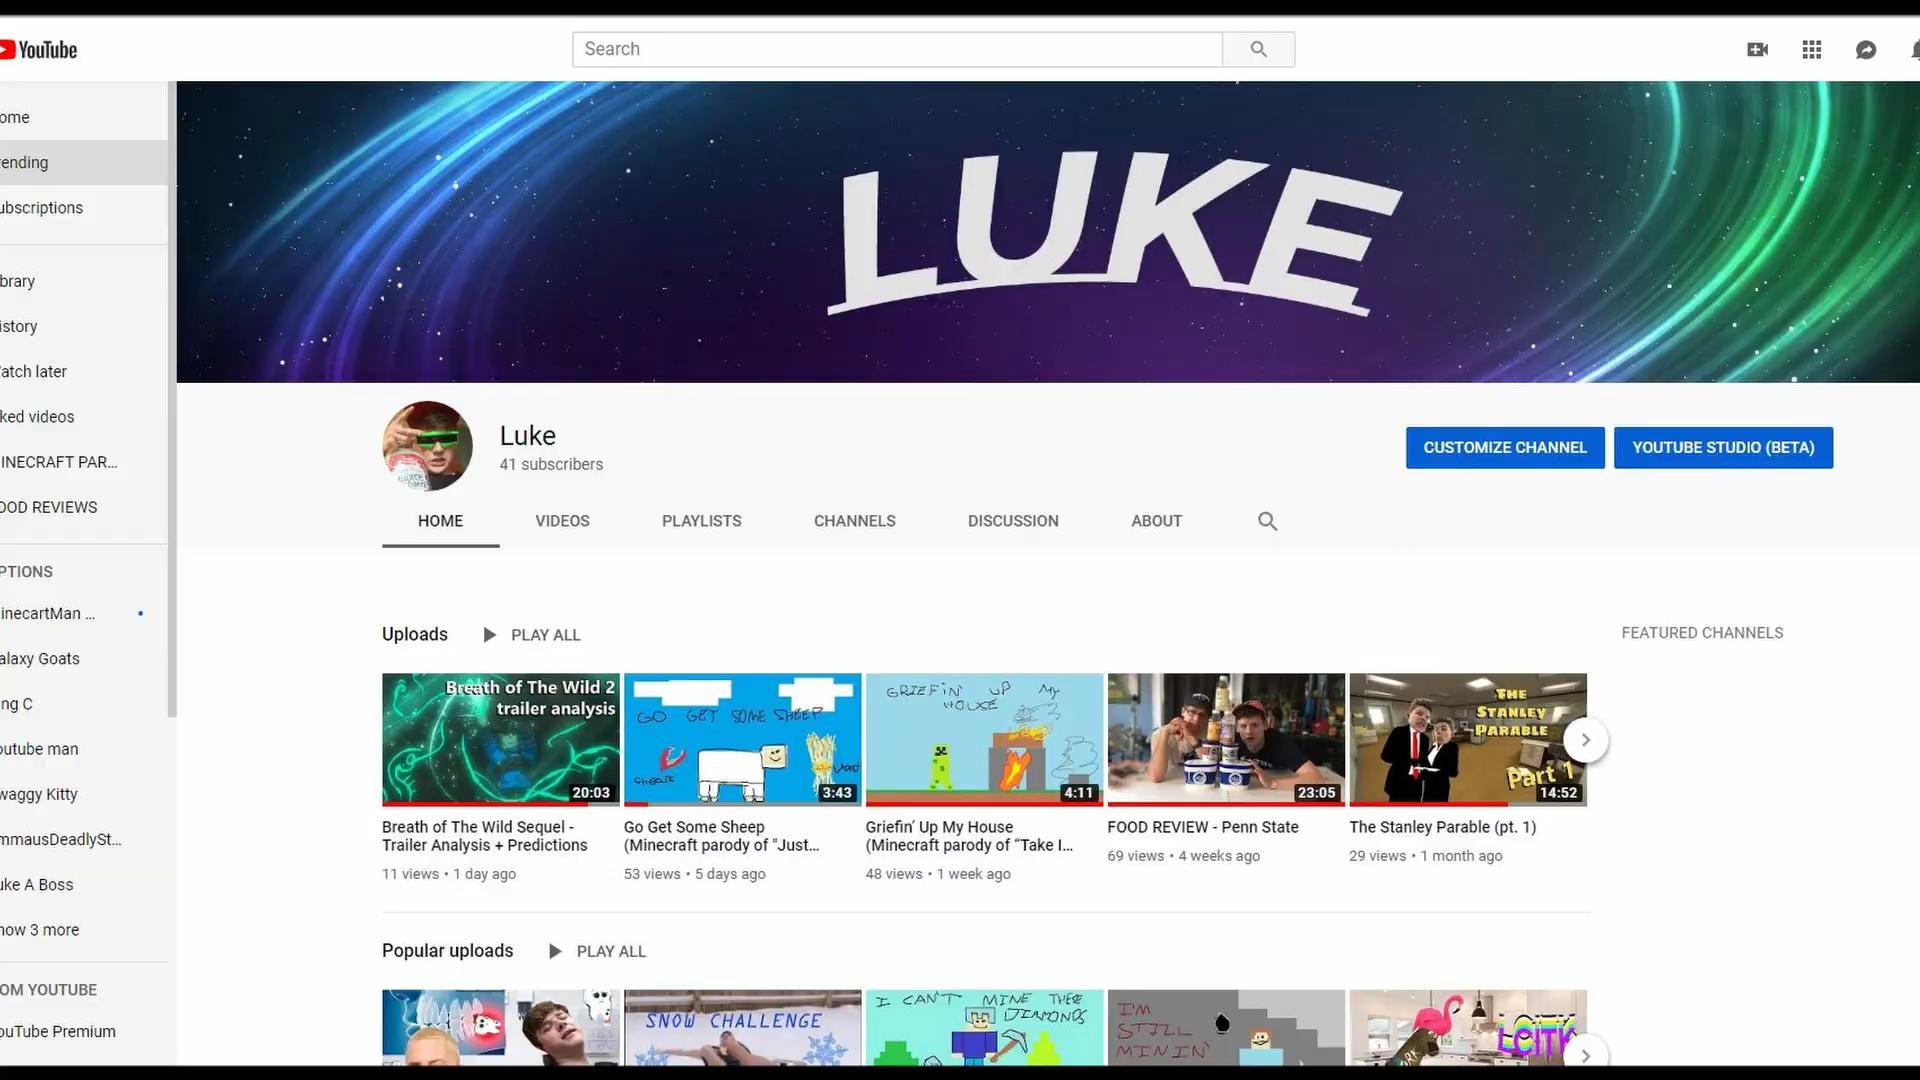 YouTube
Search
ome
rending
ubscriptions
brary
istory
atch later
ked videos
INECRAFT PAR...
OOD REVIEWS
PTIONS
inecartMan ...
alaxy Goats
ng C
outube man
waggy Kitty
mmausDeadlySt...
uke A Boss
how 3 more
OM YOUTUBE
ouTube Premium
LUKE
Luke
41 subscribers
CUSTOMIZE CHANNEL
YOUTUBE STUDIO (BETA)
HOME
VIDEOS
PLAYLISTS
CHANNELS
DISCUSSION
ABOUT
Uploads
PLAY ALL
FEATURED CHANNELS
Breath of The Wild 2
trailer analysis
20:03
Breath of The Wild Sequel -
Trailer Analysis + Predictions
11 views • 1 day ago
GO GET SOME SHEEP
3:43
Go Get Some Sheep
(Minecraft parody of "Just...
53 views • 5 days ago
GRIEFIN' UP MY
HOUSE
4:11
Griefin’ Up My House
(Minecraft parody of “Take I...
48 views • 1 week ago
23:05
FOOD REVIEW - Penn State
69 views • 4 weeks ago
THE
STANLEY
PARABLE
Part 1
14:52
The Stanley Parable (pt. 1)
29 views • 1 month ago
Popular uploads
PLAY ALL
SNOW CHALLENGE
I CAN'T MINE THESE
DIAMONDS
I'M
STILL
MININ'